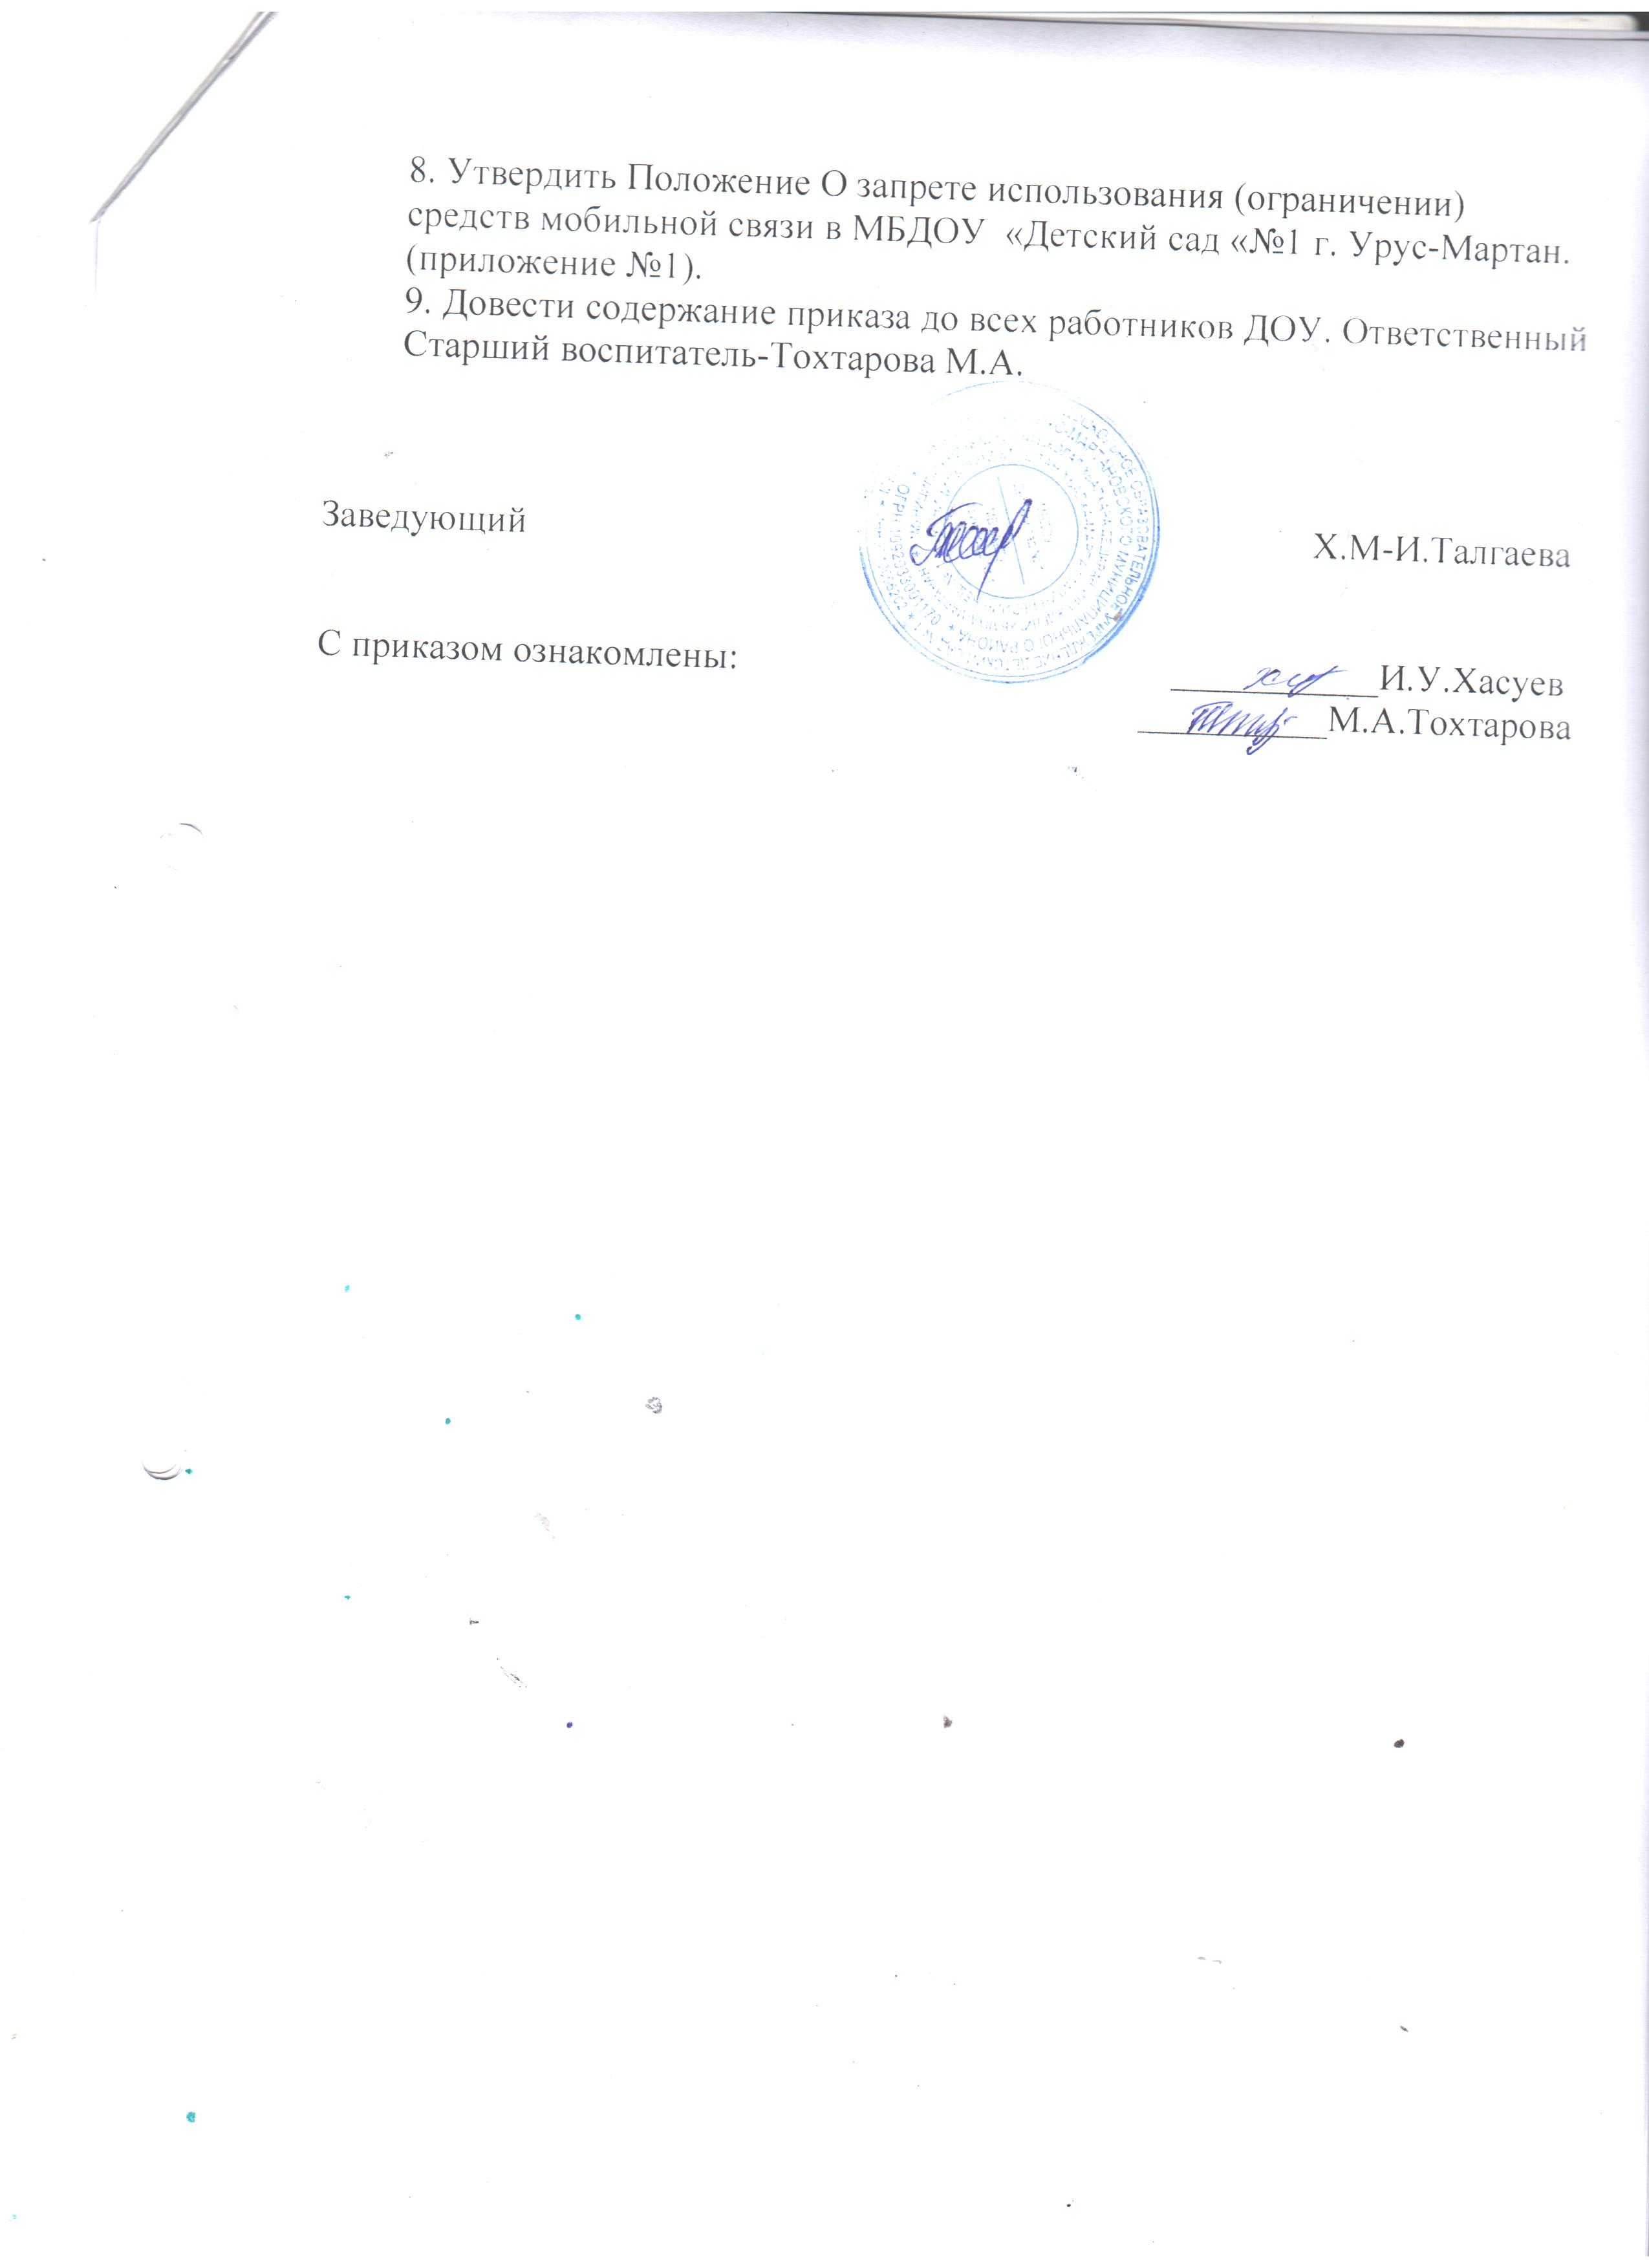 8. Утвердить Положение О запрете использования (ограничении)
средств мобильной связи в МБДОУ «Детский сад «№1 г. Урус-Мартан.
(приложение №1).
9. Довести содержание приказа до всех работников ДОУ. Ответственный
Старший воспитатель-Тохтарова М.А.
Заведующий
Х.М-И.Талгаева
С приказом ознакомлены:
И.У.Хасуев
М.А.Тохтарова